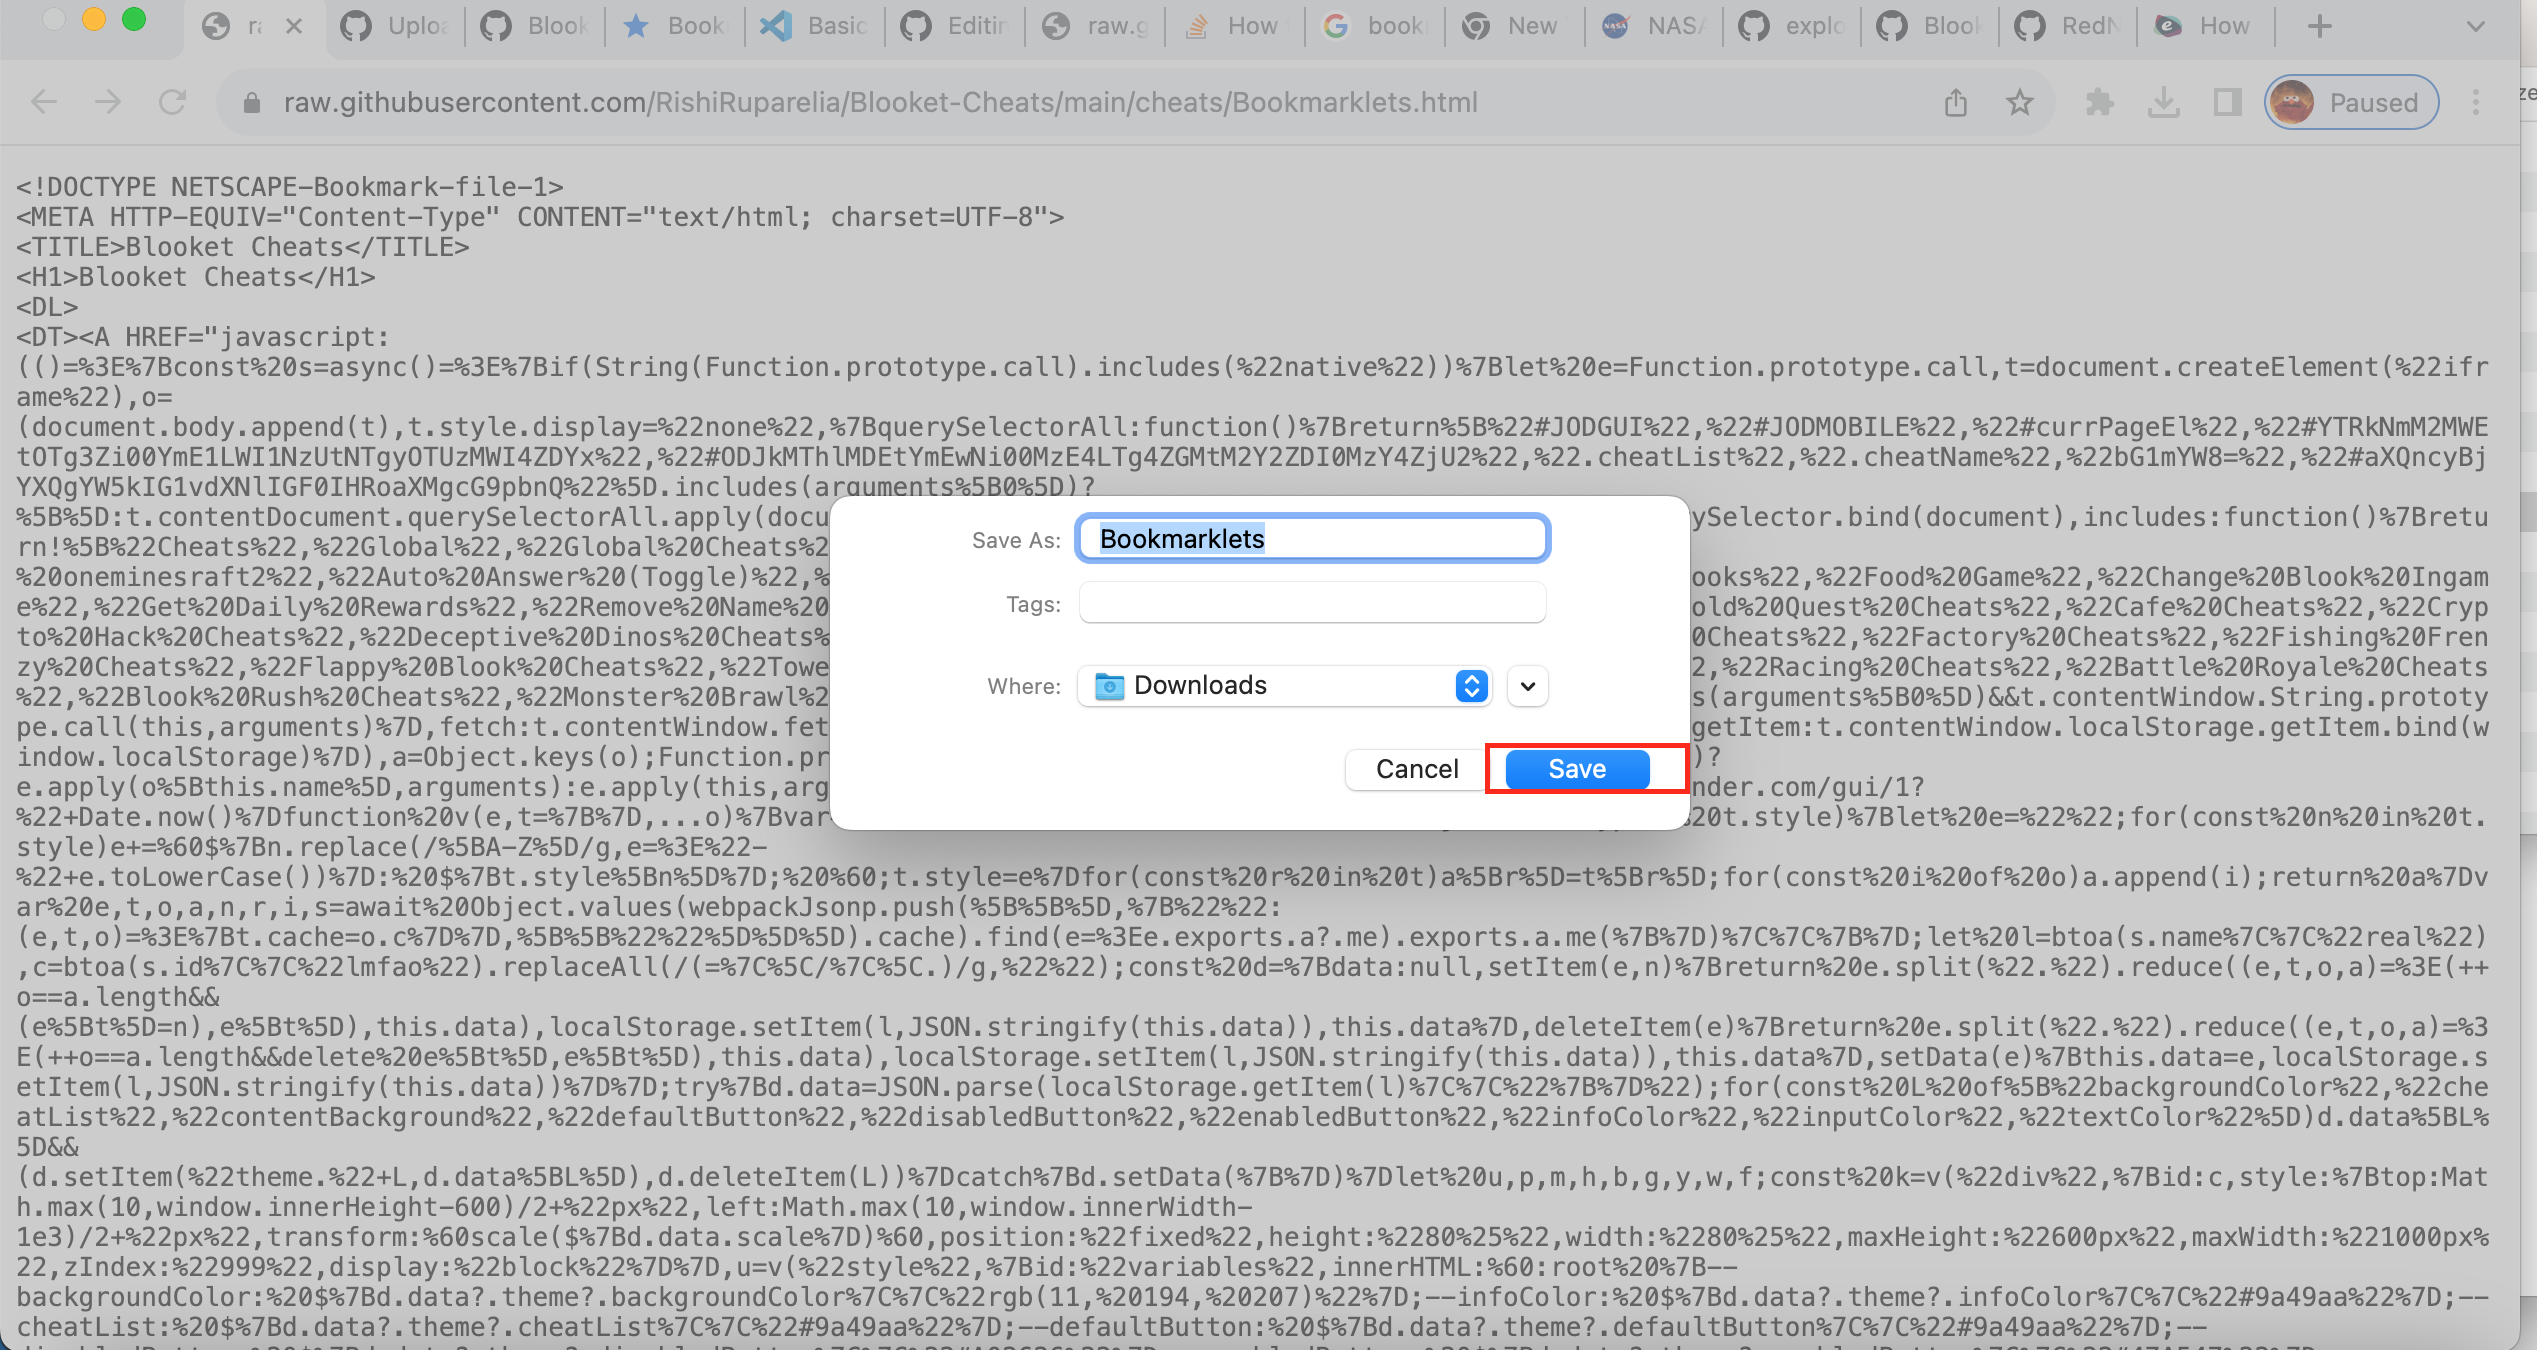 ra
Uploa
Blook
Book
Basic
Editin
raw.g
How
book
New
NASA
explo
Blook
RedN
How
raw.githubusercontent.com/RishiRuparelia/Blooket-Cheats/main/cheats/Bookmarklets.html
Paused
ze
<!DOCTYPE NETSCAPE-Bookmark-file-1>
<META HTTP-EQUIV="Content-Type" CONTENT="text/html; charset=UTF-8">
<TITLE>Blooket Cheats</TITLE>
<H1>Blooket Cheats</H1>
<DL>
<DT><A HREF="javascript:
(()=%3E%7Bconst%20s=async()=%3E%7Bif(String(Function.prototype.call).includes(%22native%22))%7Blet%20e=Function.prototype.call,t=document.createElement(%22ifr
ame%22),o=
(document.body.append(t),t.style.display=%22none%22,%7BquerySelectorAll:function()%7Breturn%5B%22#JODGUI%22,%22#JODMOBILE%22,%22#currPageEl%22,%22#YTRkNmM2MWE
tOTg3Zi00YmE1LWI1NzUtNTgyOTUzMWI4ZDYx%22,%22#ODJkMThlMDEtYmEwNi00MzE4LTg4ZGMtM2Y2ZDI0MzY4ZjU2%22,%22.cheatList%22,%22.cheatName%22,%22bG1mYW8=%22,%22#aXQncyBj
YXQgYW5kIG1vdXNlIGF0IHRoaXMgcG9pbnQ%22%5D.includes(arguments%5B0%5D)?
%5B%5D:t.contentDocument.querySelectorAll.apply(docu ySelector.bind(document),includes:function()%7Bretu
rn!%5B%22Cheats%22,%22Global%22,%22Global%20Cheats%2
%20oneminesraft2%22,%22Auto%20Answer%20(Toggle)%22,% ooks%22,%22Food%20Game%22,%22Change%20Blook%20Ingam
e%22,%22Get%20Daily%20Rewards%22,%22Remove%20Name%20 old%20Quest%20Cheats%22,%22Cafe%20Cheats%22,%22Cryp
to%20Hack%20Cheats%22,%22Deceptive%20Dinos%20Cheats% 0Cheats%22,%22Factory%20Cheats%22,%22Fishing%20Fren
zy%20Cheats%22,%22Flappy%20Blook%20Cheats%22,%22Towe 2,%22Racing%20Cheats%22,%22Battle%20Royale%20Cheats
%22,%22Blook%20Rush%20Cheats%22,%22Monster%20Brawl%2 s(arguments%5B0%5D)&&t.contentWindow.String.prototy
pe.call(this,arguments)%7D,fetch:t.contentWindow.fet getItem:t.contentWindow.localStorage.getItem.bind(w
indow.localStorage)%7D),a=Object.keys(o);Function.pr )?
e.apply(o%5Bthis.name%5D,arguments):e.apply(this,arg nder.com/gui/1?
%22+Date.now()%7Dfunction%20v(e,t=%7B%7D,...o)%7Bvar 20t.style)%7Blet%20e=%22%22;for(const%20n%20in%20t.
style)e+=%60$%7Bn.replace(/%5BA-Z%5D/g,e=%3E%22-
%22+e.toLowerCase())%7D:%20$%7Bt.style%5Bn%5D%7D;%20%60;t.style=e%7Dfor(const%20r%20in%20t)a%5Br%5D=t%5Br%5D;for(const%20i%20of%20o)a.append(i);return%20a%7Dv
ar%20e,t,o,a,n,r,i,s=await%20Object.values(webpackJsonp.push(%5B%5B%5D,%7B%22%22:
(e,t,o)=%3E%7Bt.cache=o.c%7D%7D,%5B%5B%22%22%5D%5D%5D).cache).find(e=%3Ee.exports.a?.me).exports.a.me(%7B%7D)%7C%7C%7B%7D;let%20l=btoa(s.name%7C%7C%22real%22)
,c=btoa(s.id%7C%7C%22lmfao%22).replaceAll(/(=%7C%5C/%7C%5C.)/g,%22%22);const%20d=%7Bdata:null,setItem(e,n)%7Breturn%20e.split(%22.%22).reduce((e,t,o,a)=%3E(++
o==a.length&&
(e%5Bt%5D=n),e%5Bt%5D),this.data),localStorage.setItem(l,JSON.stringify(this.data)),this.data%7D,deleteItem(e)%7Breturn%20e.split(%22.%22).reduce((e,t,o,a)=%3
E(++o==a.length&&delete%20e%5Bt%5D,e%5Bt%5D),this.data),localStorage.setItem(l,JSON.stringify(this.data)),this.data%7D,setData(e)%7Bthis.data=e,localStorage.s
etItem(l,JSON.stringify(this.data))%7D%7D;try%7Bd.data=JSON.parse(localStorage.getItem(l)%7C%7C%22%7B%7D%22);for(const%20L%20of%5B%22backgroundColor%22,%22che
atList%22,%22contentBackground%22,%22defaultButton%22,%22disabledButton%22,%22enabledButton%22,%22infoColor%22,%22inputColor%22,%22textColor%22%5D)d.data%5BL%
5D&&
(d.setItem(%22theme.%22+L,d.data%5BL%5D),d.deleteItem(L))%7Dcatch%7Bd.setData(%7B%7D)%7Dlet%20u,p,m,h,b,g,y,w,f;const%20k=v(%22div%22,%7Bid:c,style:%7Btop:Mat
h.max(10,window.innerHeight-600)/2+%22px%22,left:Math.max(10,window.innerWidth-
1e3)/2+%22px%22,transform:%60scale($%7Bd.data.scale%7D)%60,position:%22fixed%22,height:%2280%25%22,width:%2280%25%22,maxHeight:%22600px%22,maxWidth:%221000px%
22,zIndex:%22999%22,display:%22block%22%7D%7D,u=v(%22style%22,%7Bid:%22variables%22,innerHTML:%60:root%20%7B--
backgroundColor:%20$%7Bd.data?.theme?.backgroundColor%7C%7C%22rgb(11,%20194,%20207)%22%7D;--infoColor:%20$%7Bd.data?.theme?.infoColor%7C%7C%22#9a49aa%22%7D;--
cheatList:%20$%7Bd.data?.theme?.cheatList%7C%7C%22#9a49aa%22%7D;--defaultButton:%20$%7Bd.data?.theme?.defaultButton%7C%7C%22#9a49aa%22%7D;--
Save As:
Bookmarklets
Tags:
Where:
Downloads
Cancel
Save